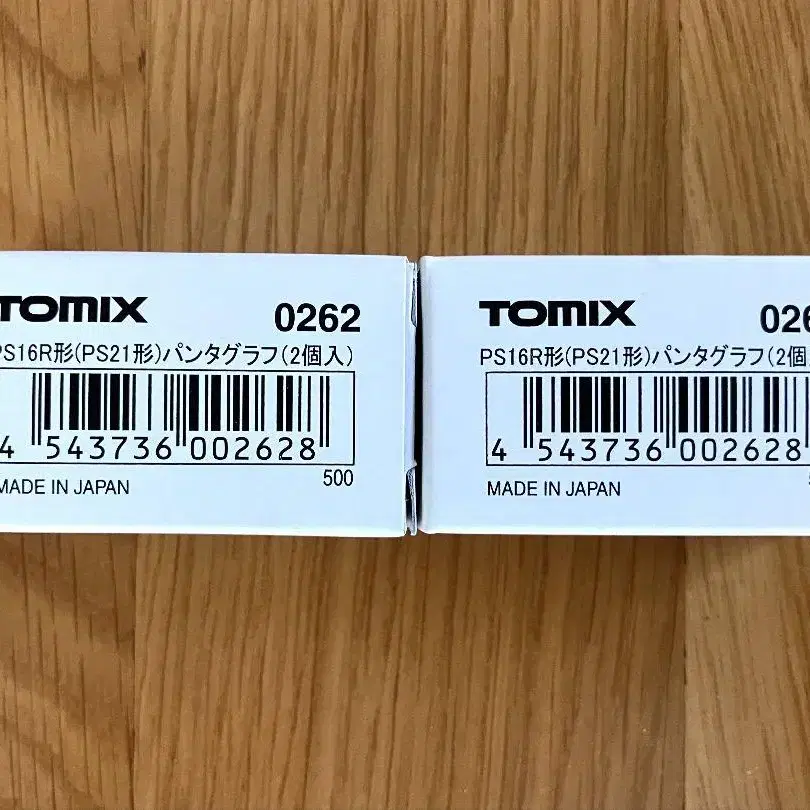 TOMIX 0262
PS16R形(PS21形)パンタグラフ(2個入)
4 543736 002628
500
MADE IN JAPAN
TOMIX 026
PS16R形(PS21形)パンタグラフ(2個
4 543736 002628
MADE IN JAPAN